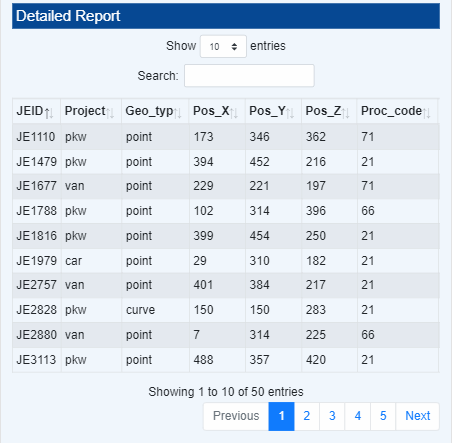 Detailed Report
Show 10 entries
Search:
JEID Project Geo_typ Pos_X Pos_Y Pos_Z Proc_code
JE1110 pkw point 173 346 362 71
JE1479 pkw point 394 452 216 21
JE1677 van point 229 221 197 71
JE1788 pkw point 102 314 396 66
JE1816 pkw point 399 454 250 21
JE1979 car point 29 310 182 21
JE2757 van point 401 384 217 21
JE2828 pkw curve 150 150 283 21
JE2880 van point 7 314 225 66
JE3113 pkw point 488 357 420 21
Showing 1 to 10 of 50 entries
Previous 1 2 3 4 5 Next